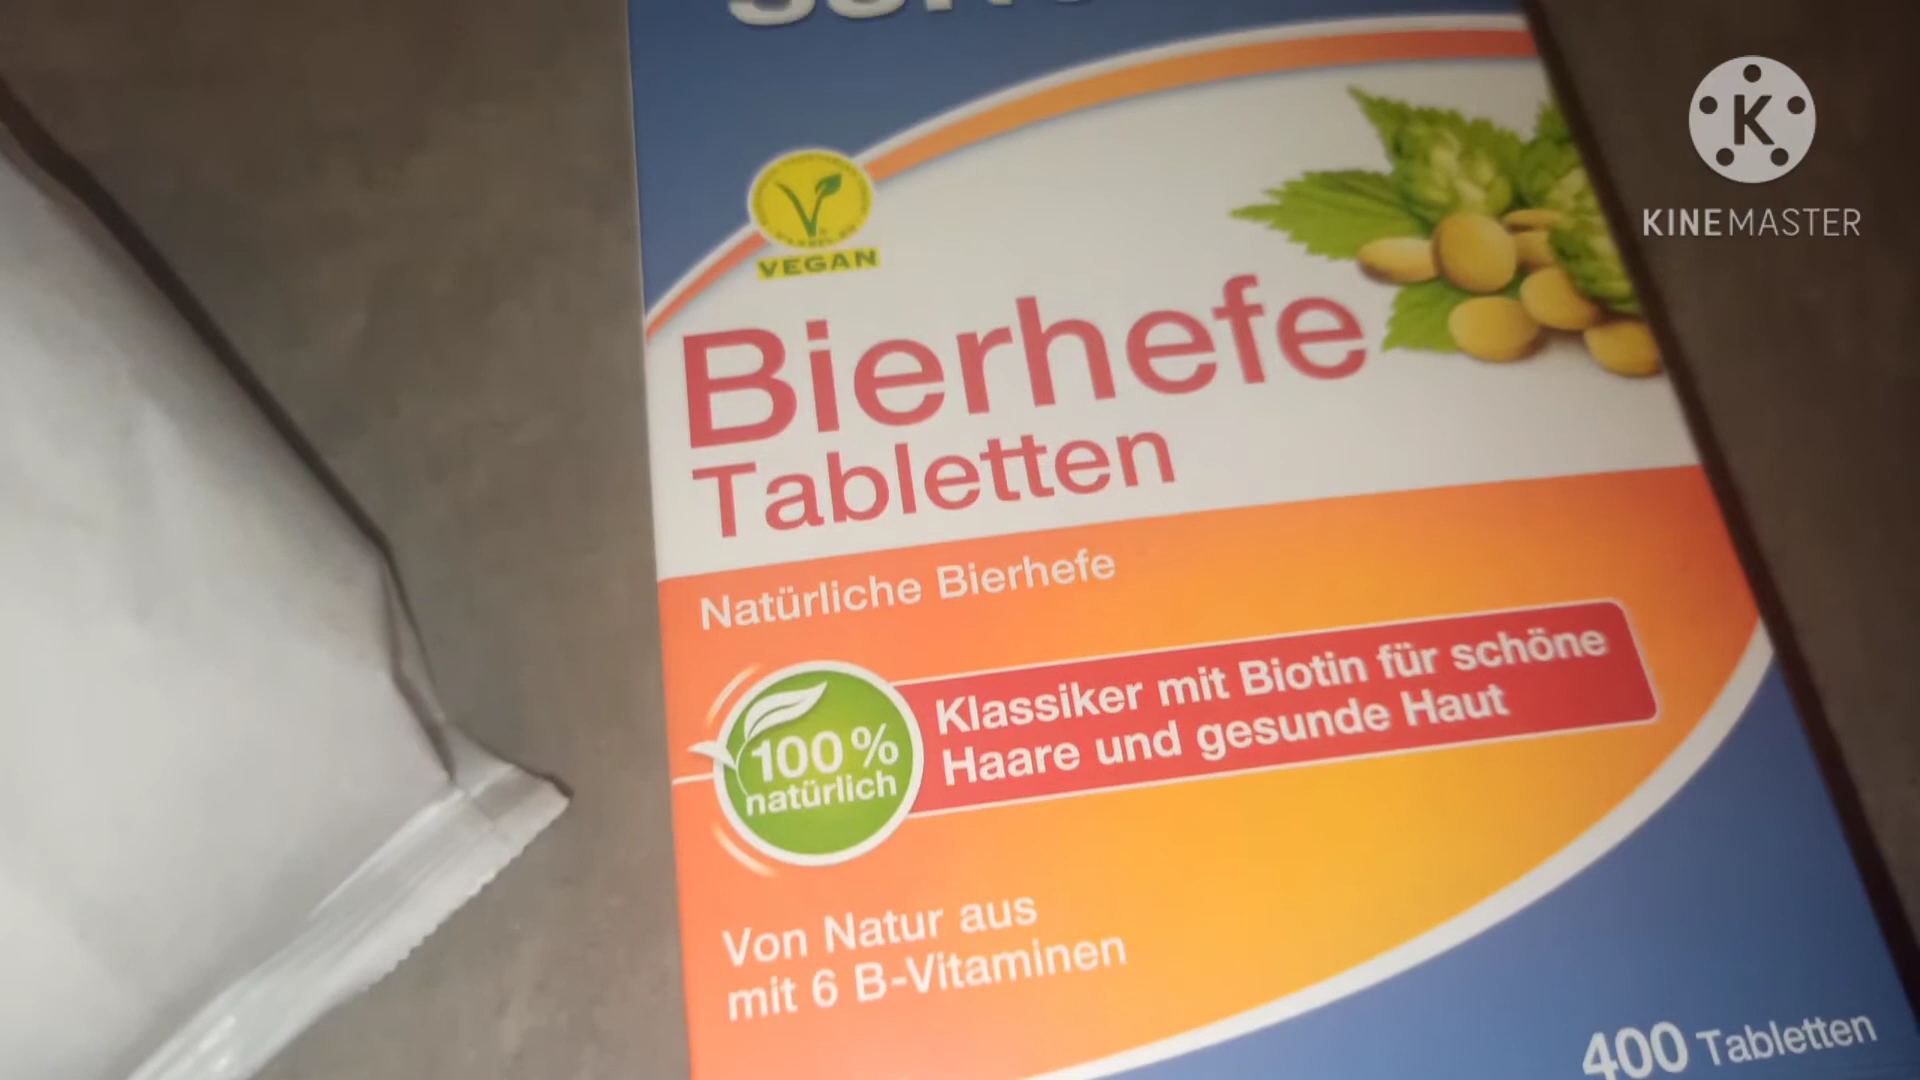 VEGAN
Bierhefe
Tabletten
Natürliche Bierhefe
100%
natürlich
Klassiker mit Biotin für schöne
Haare und gesunde Haut
Von Natur aus
mit 6 B-Vitaminen
400 Tabletten
K
KINEMASTER